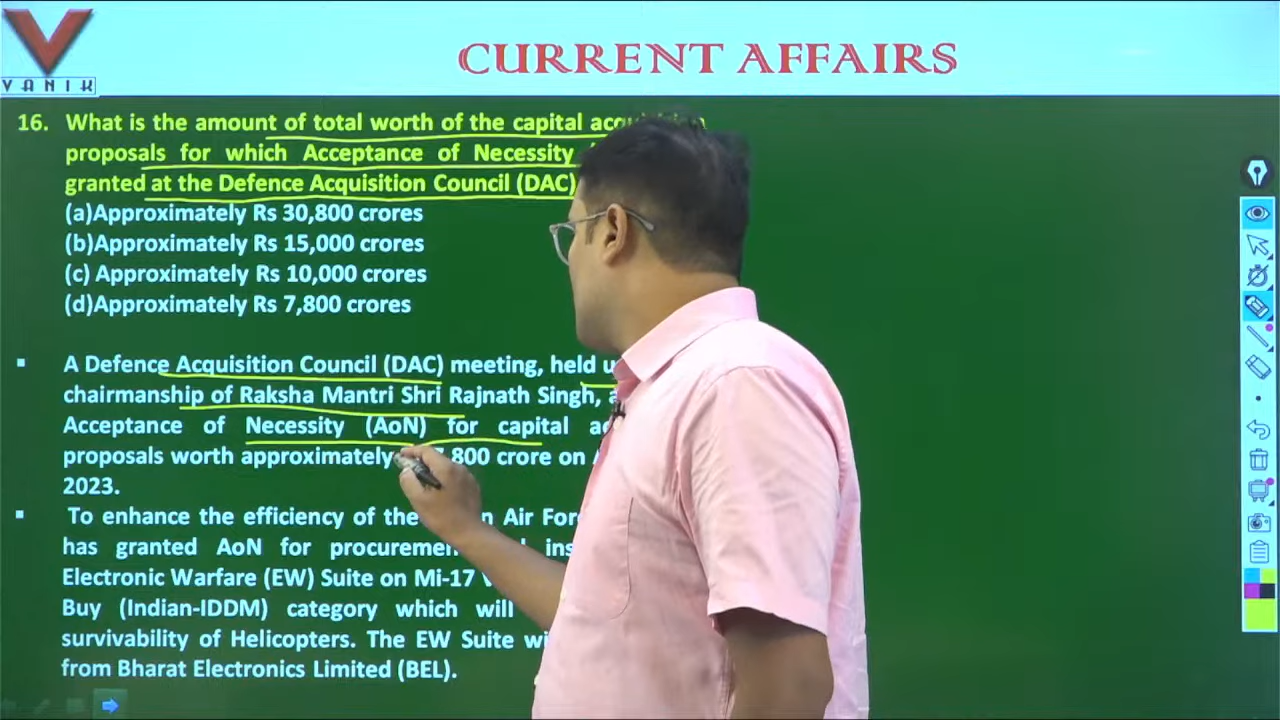 VANIK
CURRENT AFFAIRS
16. What is the amount of total worth of the capital
proposals for which Acceptance of Necessity
granted at the Defence Acquisition Council (DAC)
(a)Approximately Rs 30,800 crores
(b)Approximately Rs 15,000 crores
(c) Approximately Rs 10,000 crores
(d)Approximately Rs 7,800 crores
▪ A Defence Acquisition Council (DAC) meeting, held
chairmanship of Raksha Mantri Shri Rajnath Singh,
Acceptance of Necessity (AoN) for capital
proposals worth approximately 7,800 crore on
2023.
▪ To enhance the efficiency of the Air
has granted AoN for
Electronic Warfare (EW) Suite on Mi-17
Buy (Indian-IDDM) category which will
survivability of Helicopters. The EW Suite
from Bharat Electronics Limited (BEL).